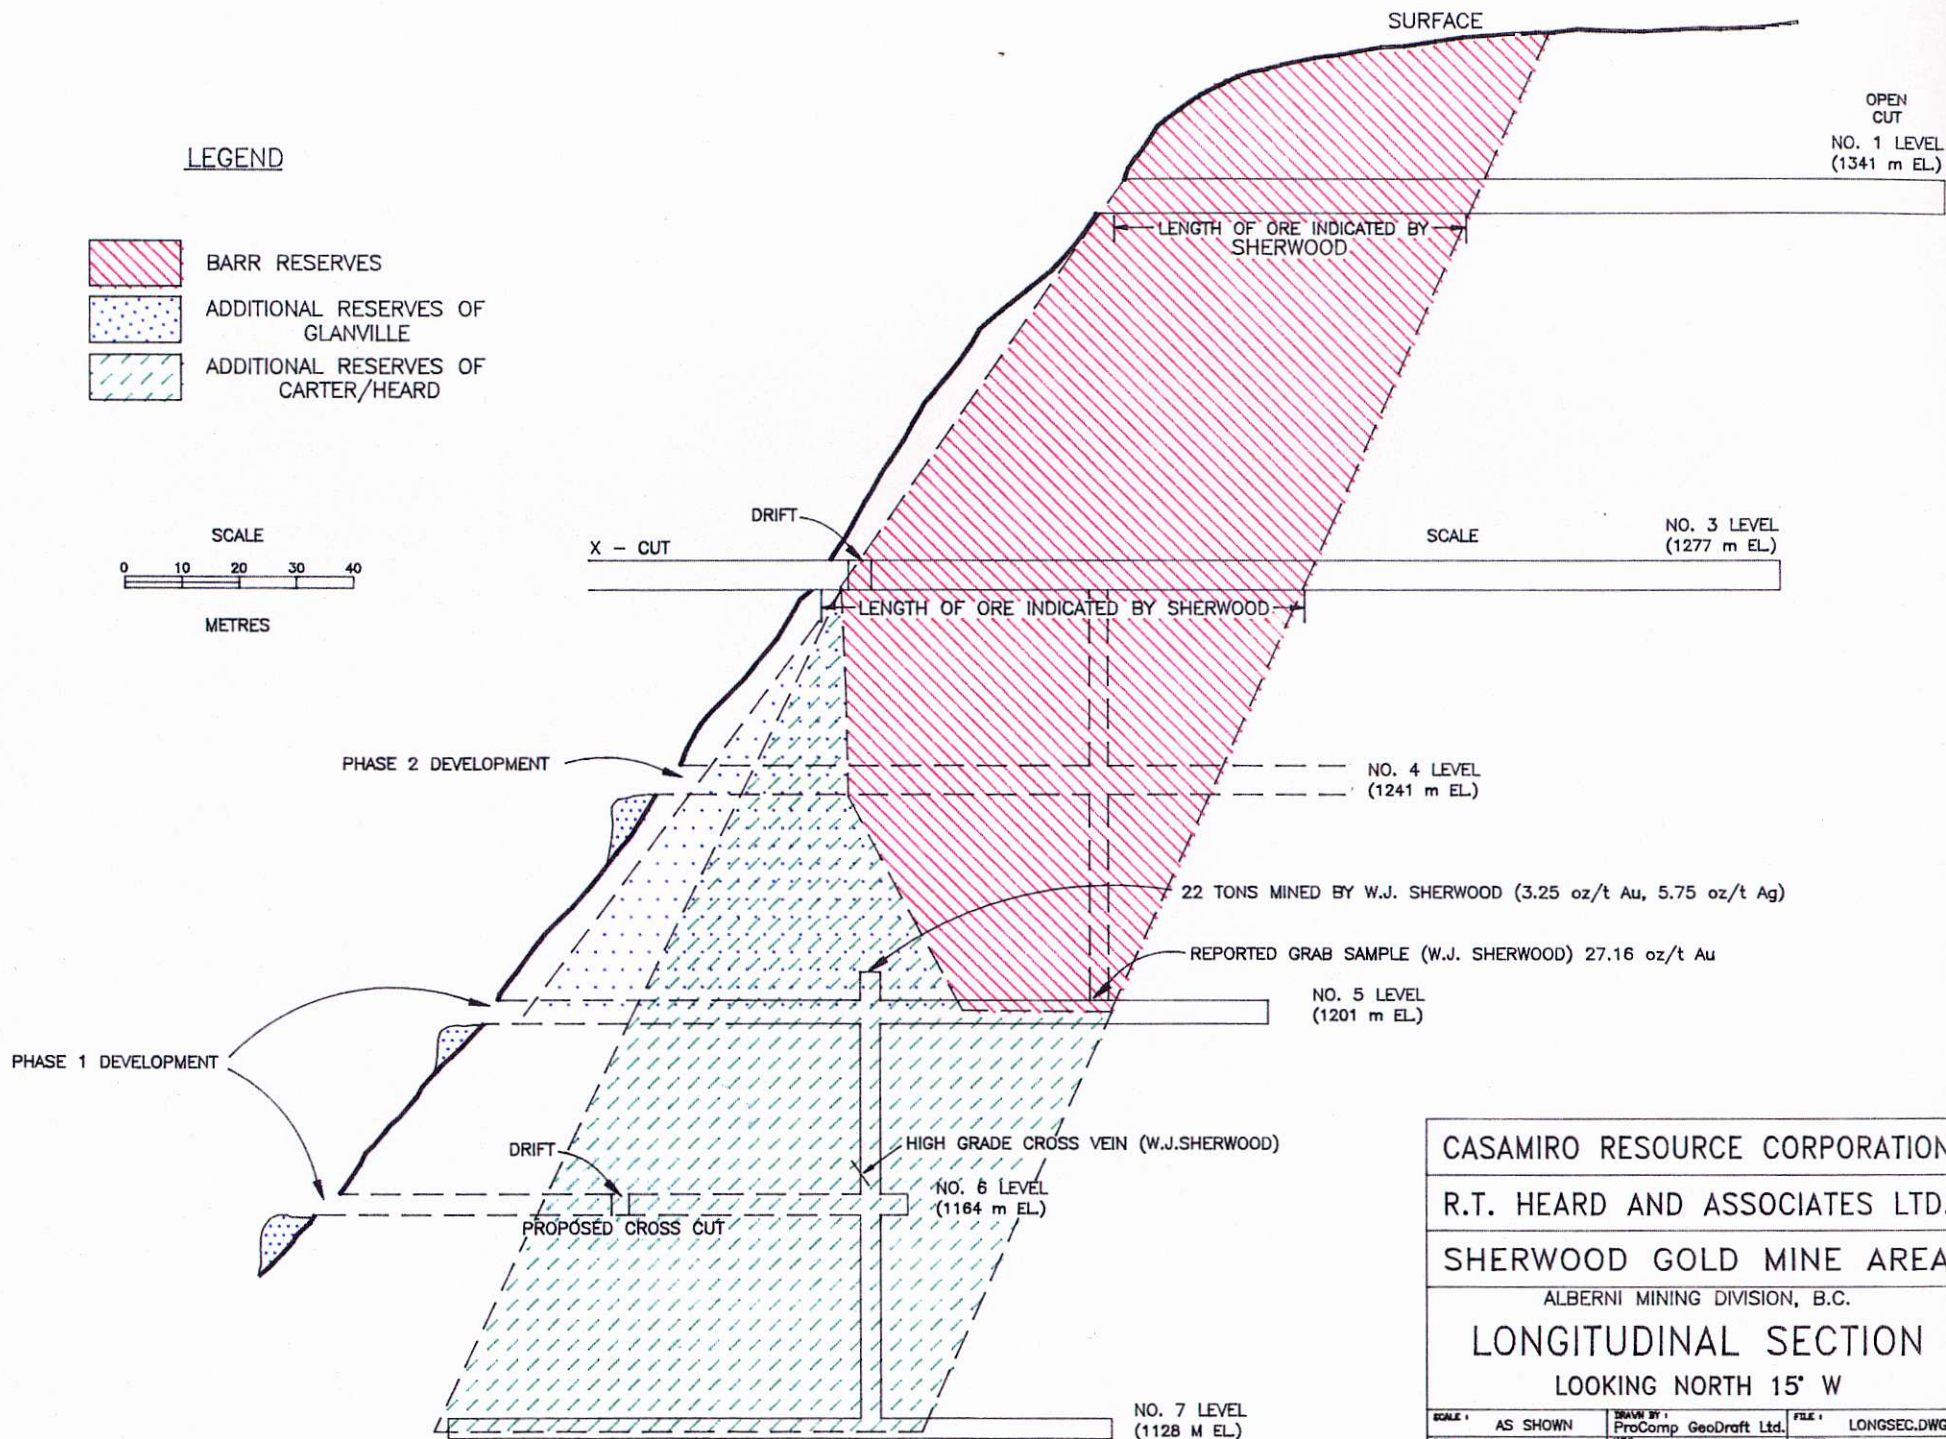 SURFACE
OPEN
CUT
NO. 1 LEVEL
(1341 m EL.)
LEGEND
BARR RESERVES
ADDITIONAL RESERVES OF
GLANVILLE
ADDITIONAL RESERVES OF
CARTER/HEARD
LENGTH OF ORE INDICATED BY
SHERWOOD
SCALE
0 10 20 30 40
METRES
DRIFT
X - CUT
SCALE
NO. 3 LEVEL
(1277 m EL.)
LENGTH OF ORE INDICATED BY SHERWOOD
PHASE 2 DEVELOPMENT
NO. 4 LEVEL
(1241 m EL.)
22 TONS MINED BY W.J. SHERWOOD (3.25 oz/t Au, 5.75 oz/t Ag)
REPORTED GRAB SAMPLE (W.J. SHERWOOD) 27.16 oz/t Au
NO. 5 LEVEL
(1201 m EL.)
PHASE 1 DEVELOPMENT
DRIFT
HIGH GRADE CROSS VEIN (W.J.SHERWOOD)
NO. 6 LEVEL
(1164 m EL.)
PROPOSED CROSS CUT
NO. 7 LEVEL
(1128 M EL.)
CASAMIRO RESOURCE CORPORATION
R.T. HEARD AND ASSOCIATES LTD.
SHERWOOD GOLD MINE AREA
ALBERNI MINING DIVISION, B.C.
LONGITUDINAL SECTION
LOOKING NORTH 15° W
SCALE : AS SHOWN
DRAWN BY : ProComp GeoDraft Ltd.
FILE : LONGSEC.DWG